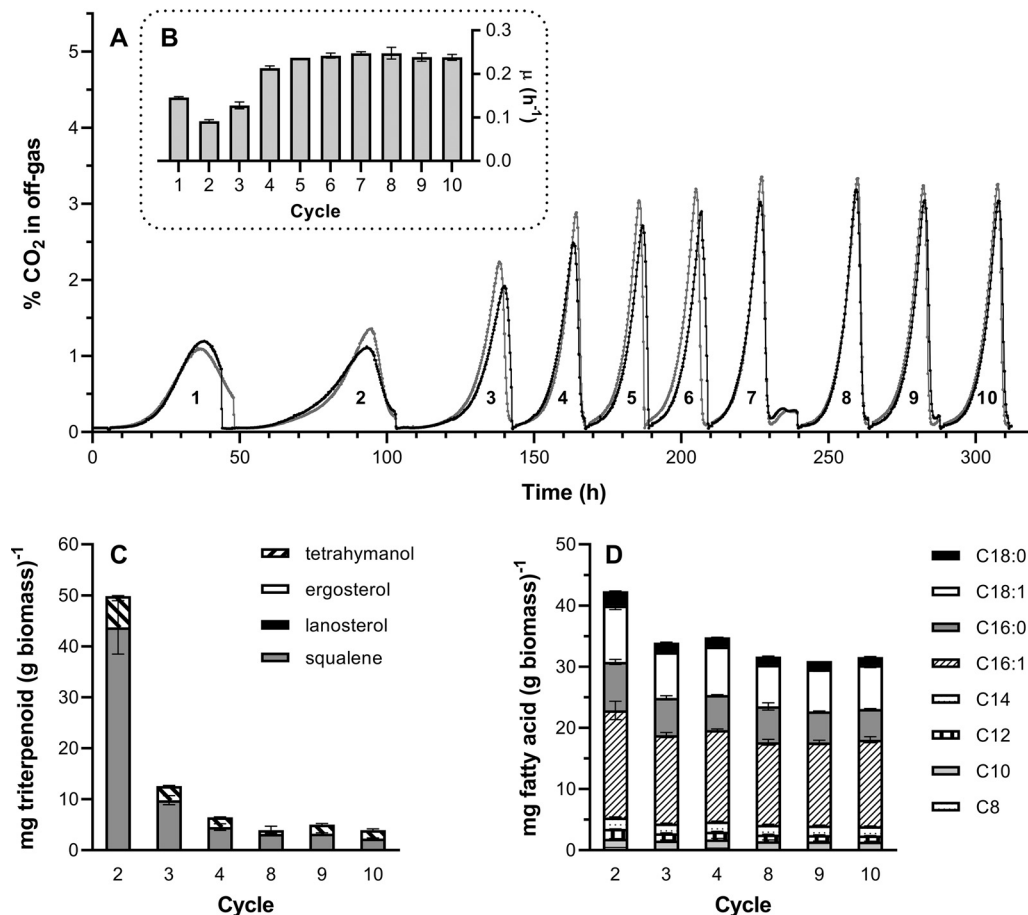 A
B
% CO2 in off-gas
5
4
3
2
1
0
0.3
0.2
0.1
0.0
μ (h-1)
1 2 3 4 5 6 7 8 9 10
Cycle
1 2 3 4 5 6 7 8 9 10
0 50 100 150 200 250 300
Time (h)
C
mg triterpenoid (g biomass)-1
60
50
40
30
20
10
0
tetrahymanol
ergosterol
lanosterol
squalene
2 3 4 8 9 10
Cycle
D
mg fatty acid (g biomass)-1
50
40
30
20
10
0
2 3 4 8 9 10
Cycle
C18:0
C18:1
C16:0
C16:1
C14
C12
C10
C8